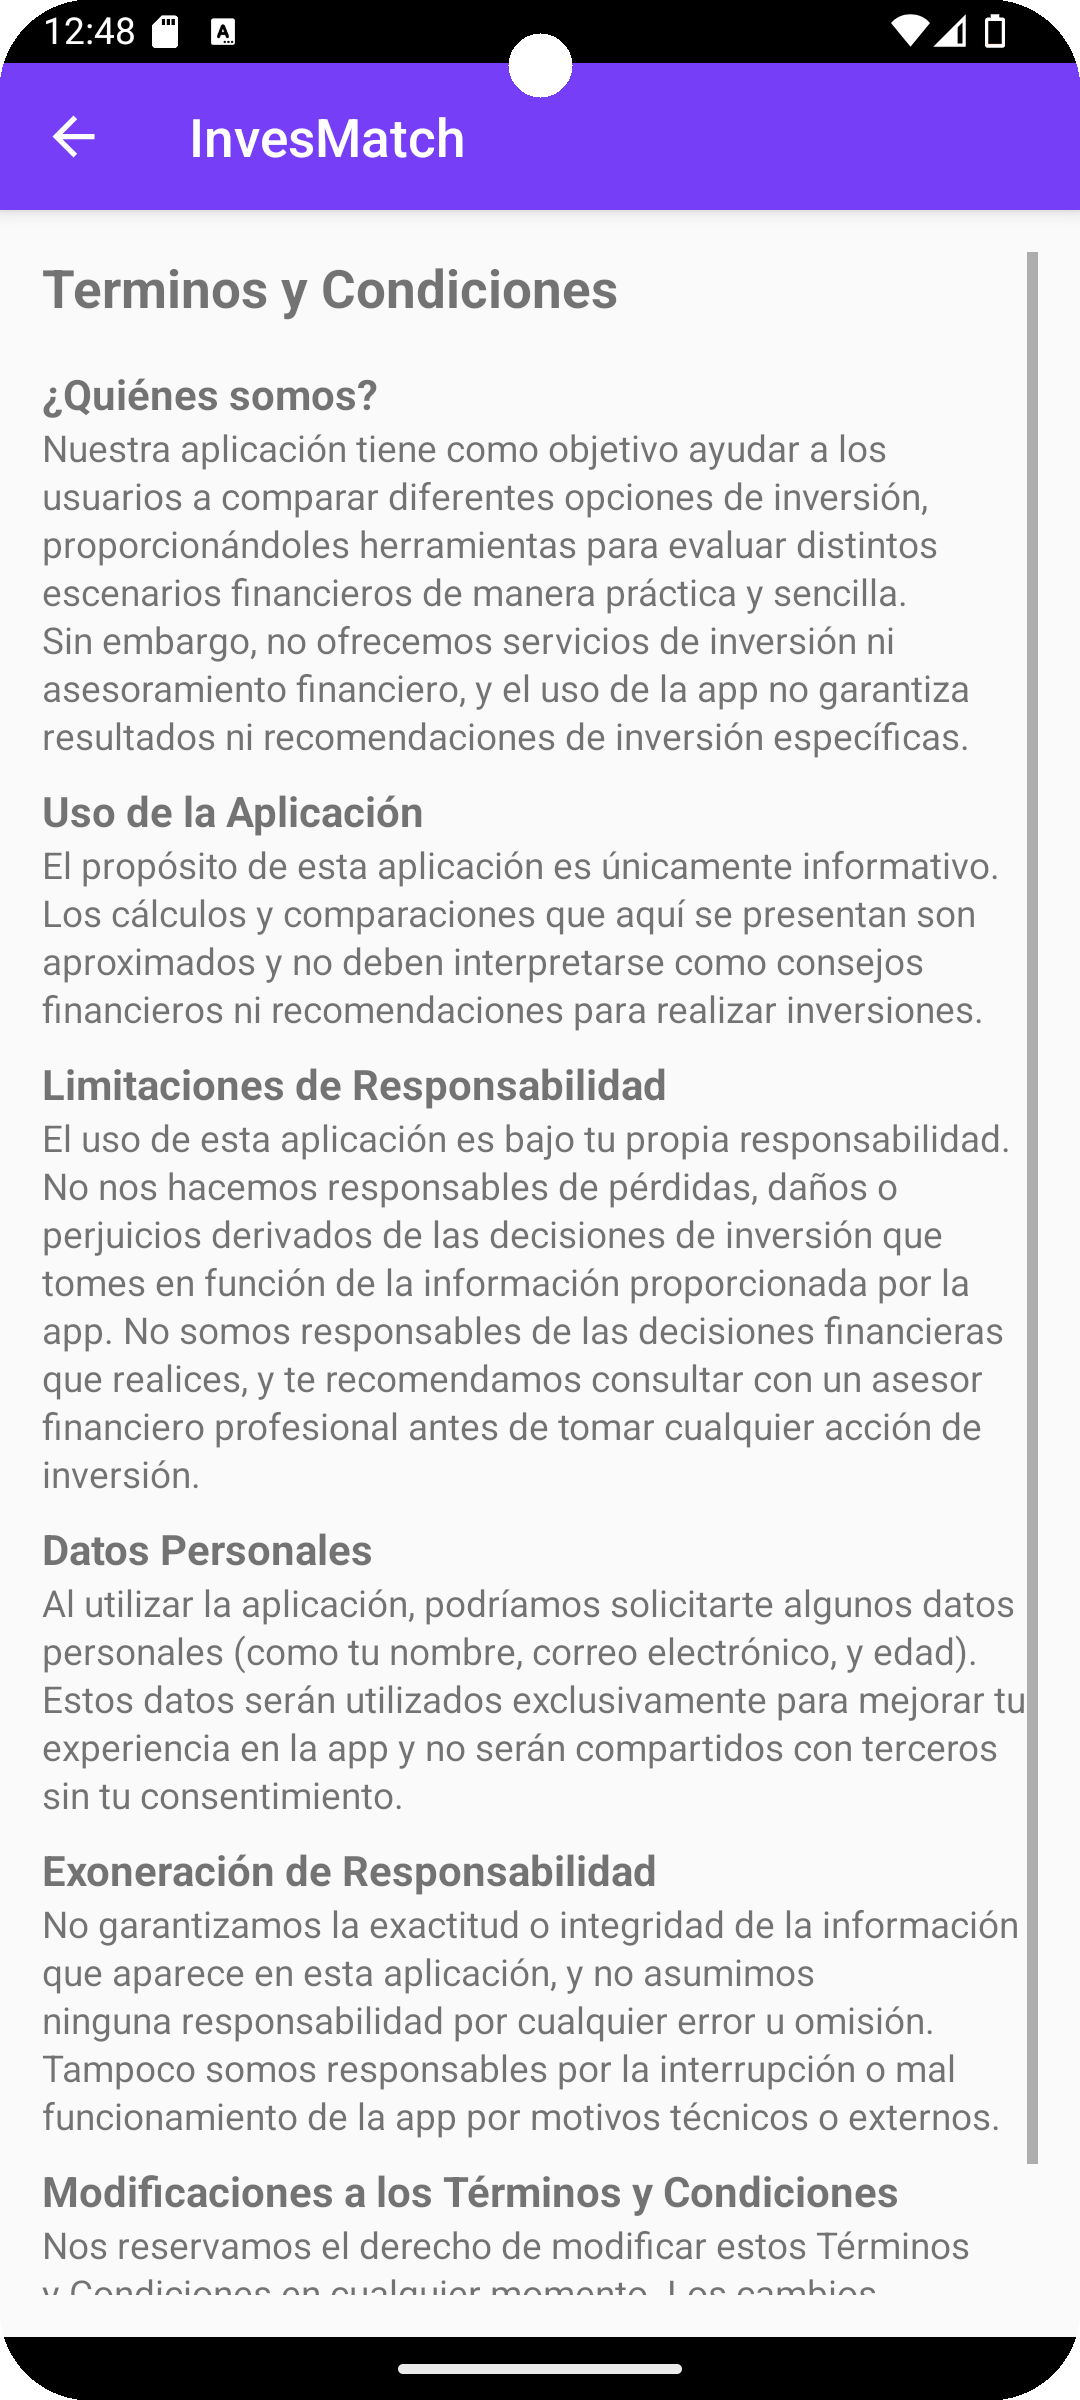 12:48
InvesMatch
Terminos y Condiciones
¿Quiénes somos?
Nuestra aplicación tiene como objetivo ayudar a los
usuarios a comparar diferentes opciones de inversión,
proporcionándoles herramientas para evaluar distintos
escenarios financieros de manera práctica y sencilla.
Sin embargo, no ofrecemos servicios de inversión ni
asesoramiento financiero, y el uso de la app no garantiza
resultados ni recomendaciones de inversión específicas.
Uso de la Aplicación
El propósito de esta aplicación es únicamente informativo.
Los cálculos y comparaciones que aquí se presentan son
aproximados y no deben interpretarse como consejos
financieros ni recomendaciones para realizar inversiones.
Limitaciones de Responsabilidad
El uso de esta aplicación es bajo tu propia responsabilidad.
No nos hacemos responsables de pérdidas, daños o
perjuicios derivados de las decisiones de inversión que
tomes en función de la información proporcionada por la
app. No somos responsables de las decisiones financieras
que realices, y te recomendamos consultar con un asesor
financiero profesional antes de tomar cualquier acción de
inversión.
Datos Personales
Al utilizar la aplicación, podríamos solicitarte algunos datos
personales (como tu nombre, correo electrónico, y edad).
Estos datos serán utilizados exclusivamente para mejorar tu
experiencia en la app y no serán compartidos con terceros
sin tu consentimiento.
Exoneración de Responsabilidad
No garantizamos la exactitud o integridad de la información
que aparece en esta aplicación, y no asumimos
ninguna responsabilidad por cualquier error u omisión.
Tampoco somos responsables por la interrupción o mal
funcionamiento de la app por motivos técnicos o externos.
Modificaciones a los Términos y Condiciones
Nos reservamos el derecho de modificar estos Términos
y Condiciones en cualquier momento. Los cambios